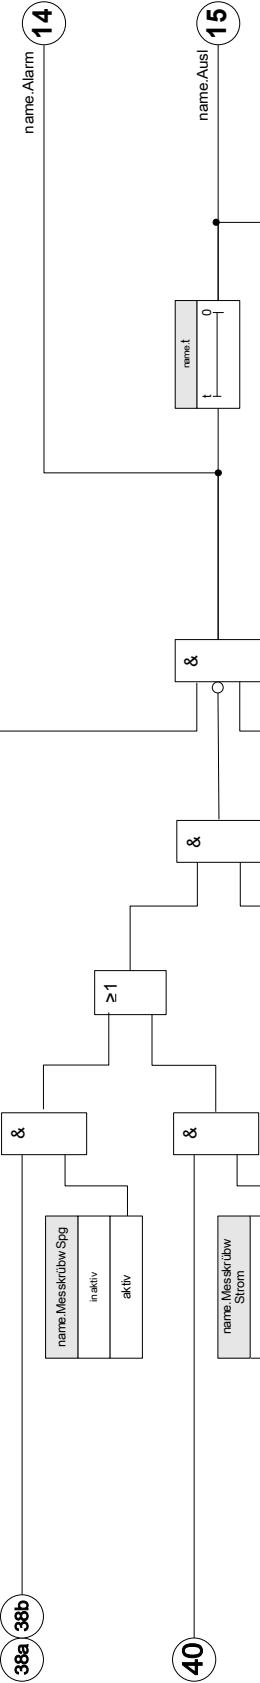 14
name.Alarm
15
name.Ausl
name.t
t 0
&
&
≥1
&
&
name.Messkrübw Spg
inaktiv
aktiv
name.Messkrübw
Strom
38a 38b
40